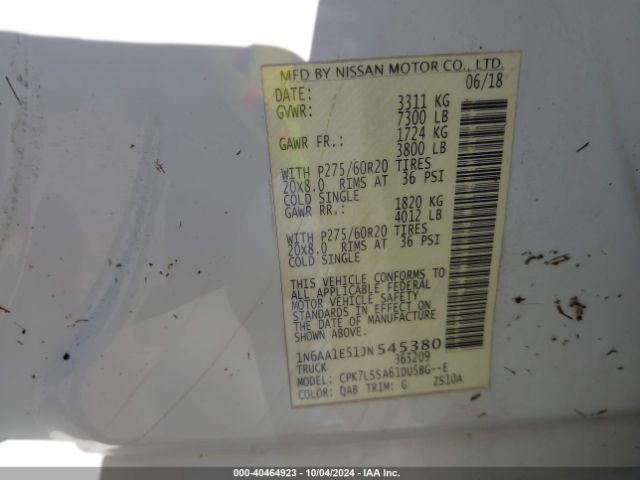 MFD BY NISSAN MOTOR CO., LTD.
DATE: 06/18
GVWR: 3311 KG
7300 LB
GAWR FR.: 1724 KG
3800 LB
WITH P275/60R20 TIRES
20X8.0 RIMS AT 36 PSI
COLD SINGLE
GAWR RR.: 1820 KG
4012 LB
WITH P275/60R20 TIRES
20X8.0 RIMS AT 36 PSI
COLD SINGLE
THIS VEHICLE CONFORMS TO
ALL APPLICABLE FEDERAL
MOTOR VEHICLE SAFETY
STANDARDS IN EFFECT ON
THE DATE OF MANUFACTURE
SHOWN ABOVE.
1N6AA1E51JN545380
TRUCK 365209
MODEL: CPK7LSSA61DU5BG--E
COLOR: QAB TRIM: G ZS10A
000-40464923 - 10/04/2024 - IAA Inc.